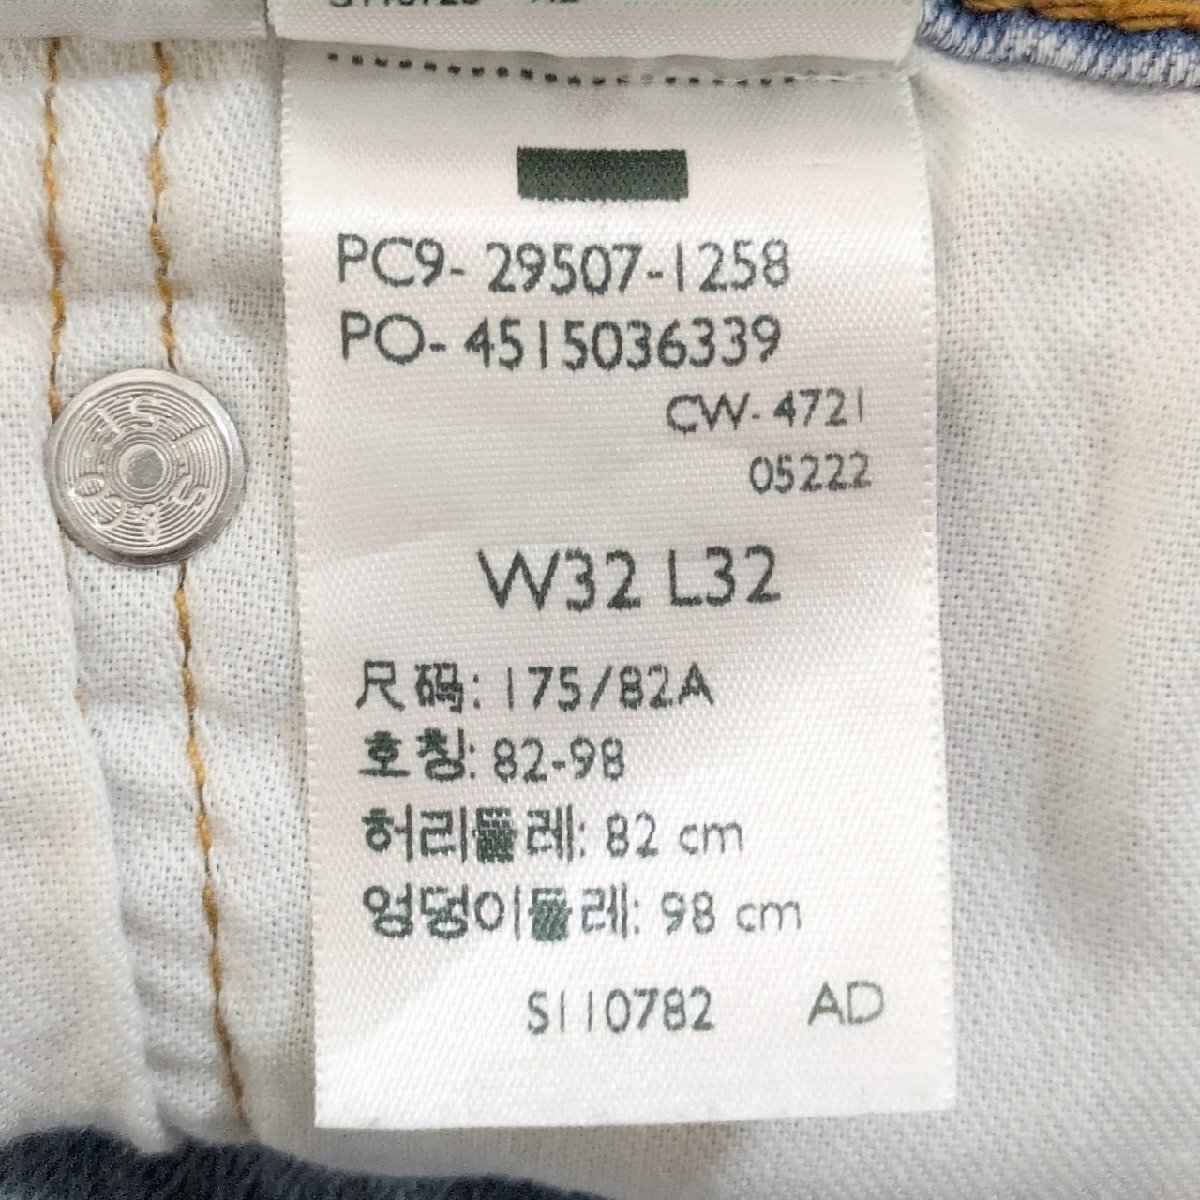 PC9- 29507-1258
PO- 4515036339
CW- 4721
05222
W32 L32
尺码: 175/82A
호칭: 82-98
허리둘레: 82 cm
엉덩이둘레: 98 cm
S110782 AD